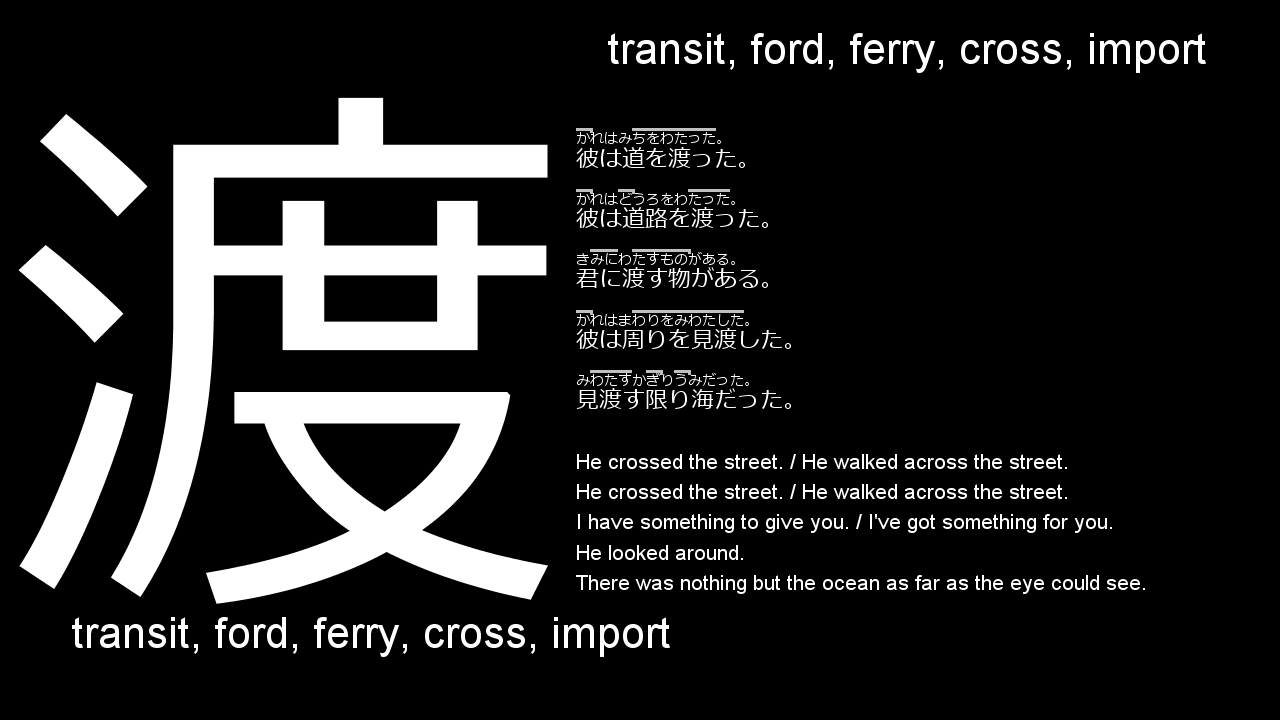 transit, ford, ferry, cross, import
渡
かれはみちをわたった。
彼は道を渡った。
かれはどうろをわたった。
彼は道路を渡った。
きみにわたすものがある。
君に渡す物がある。
かれはまわりをみわたした。
彼は周りを見渡した。
みわたすかぎりうみだった。
見渡す限り海だった。
He crossed the street. / He walked across the street.
He crossed the street. / He walked across the street.
I have something to give you. / I've got something for you.
He looked around.
There was nothing but the ocean as far as the eye could see.
transit, ford, ferry, cross, import